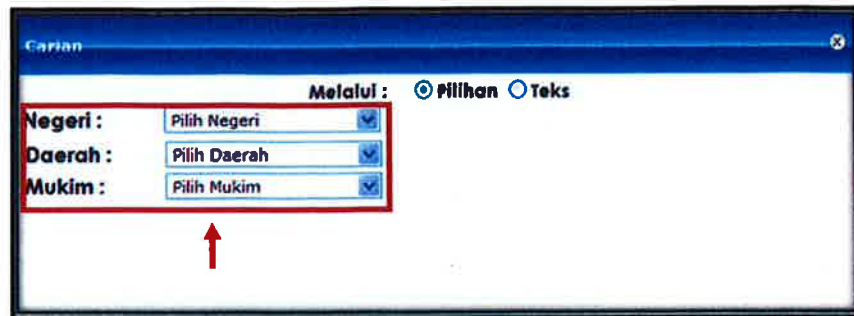 Carian
Melalui : Pilihan Teks
Negeri : Pilih Negeri
Daerah : Pilih Daerah
Mukim : Pilih Mukim